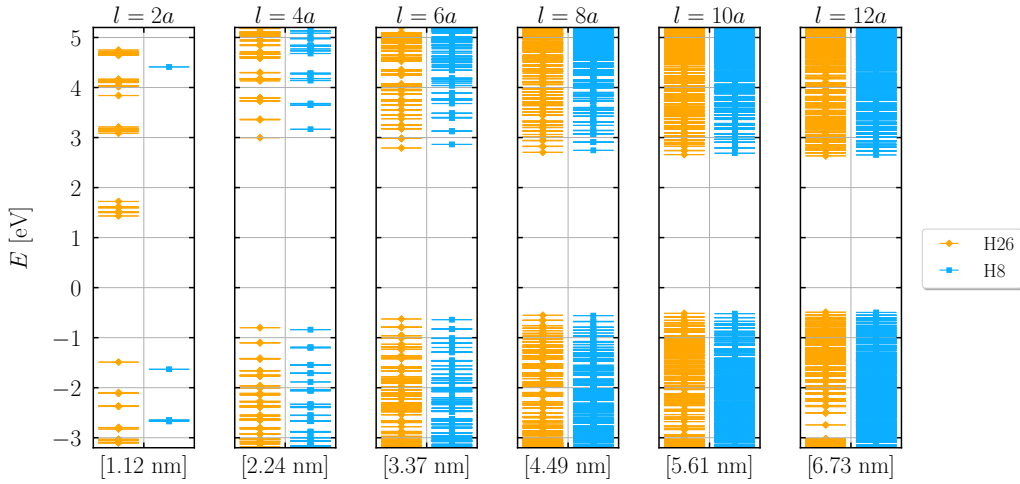 l = 2a l = 4a l = 6a l = 8a l = 10a l = 12a
5
4
3
2
1
0
−1
−2
−3
E [eV]
H26
H8
[1.12 nm] [2.24 nm] [3.37 nm] [4.49 nm] [5.61 nm] [6.73 nm]